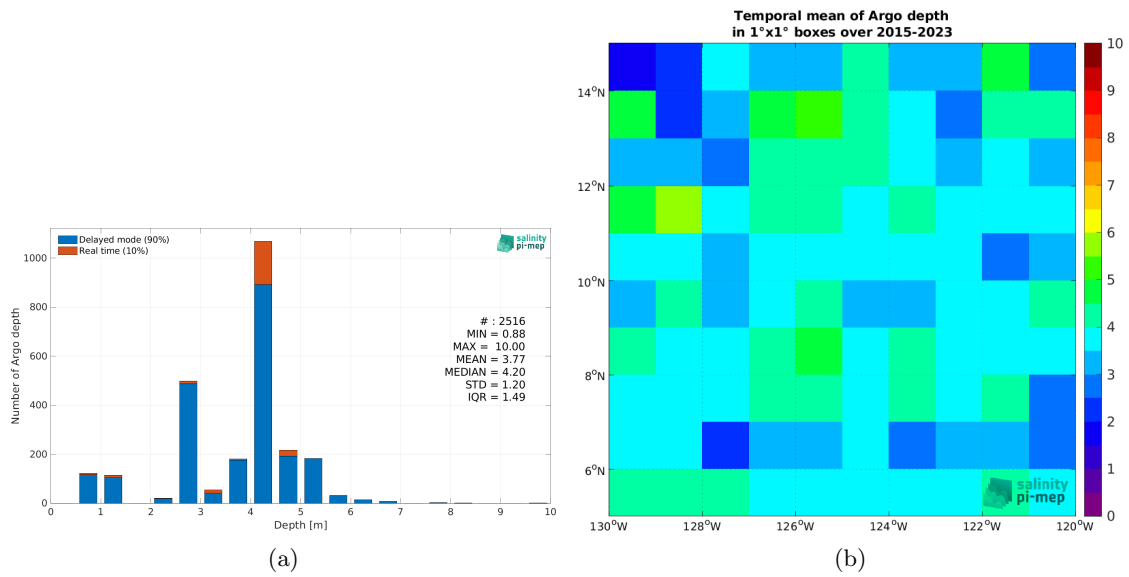 Delayed mode (90%)
Real time (10%)
salinity
pi-mep
1000
800
600
400
200
0
Number of Argo depth
# : 2516
MIN = 0.88
MAX = 10.00
MEAN = 3.77
MEDIAN = 4.20
STD = 1.20
IQR = 1.49
0 1 2 3 4 5 6 7 8 9 10
Depth [m]
(a)
Temporal mean of Argo depth
in 1°x1° boxes over 2015-2023
14°N
12°N
10°N
8°N
6°N
130°W 128°W 126°W 124°W 122°W 120°W
salinity
pi-mep
10
9
8
7
6
5
4
3
2
1
0
(b)